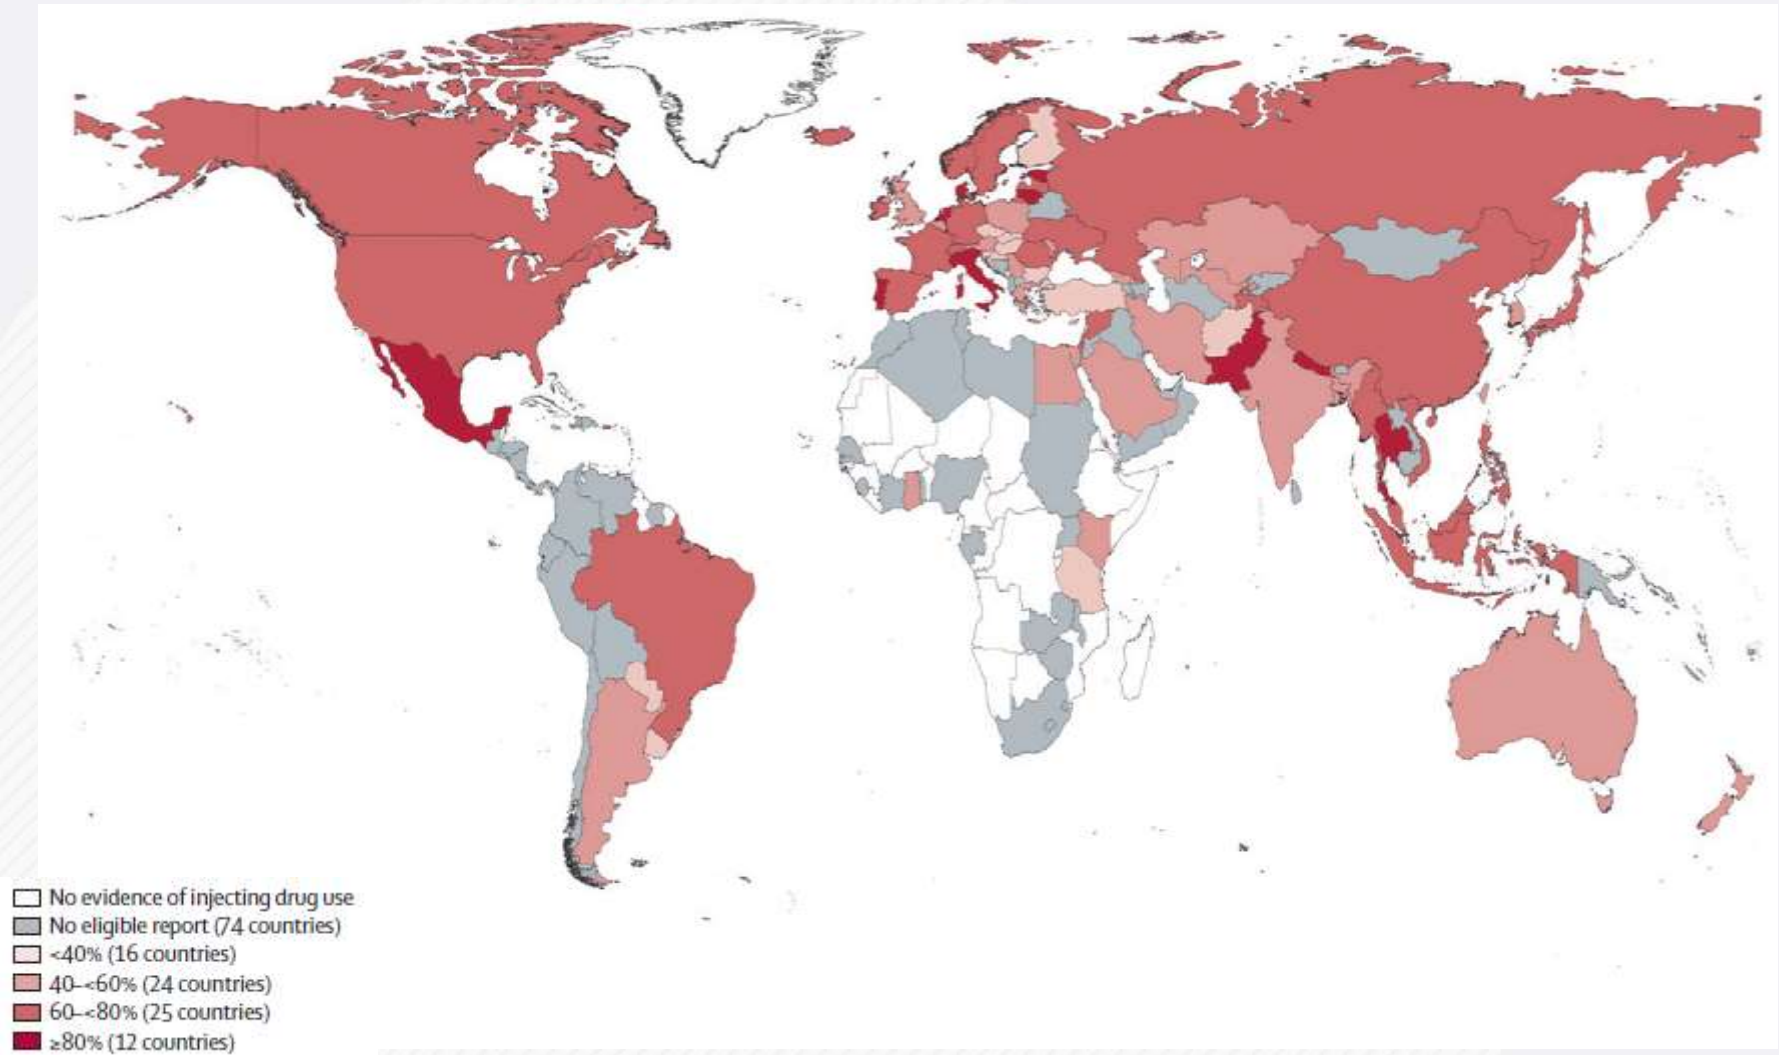 No evidence of injecting drug use
No eligible report (74 countries)
<40% (16 countries)
40–<60% (24 countries)
60–<80% (25 countries)
≥80% (12 countries)